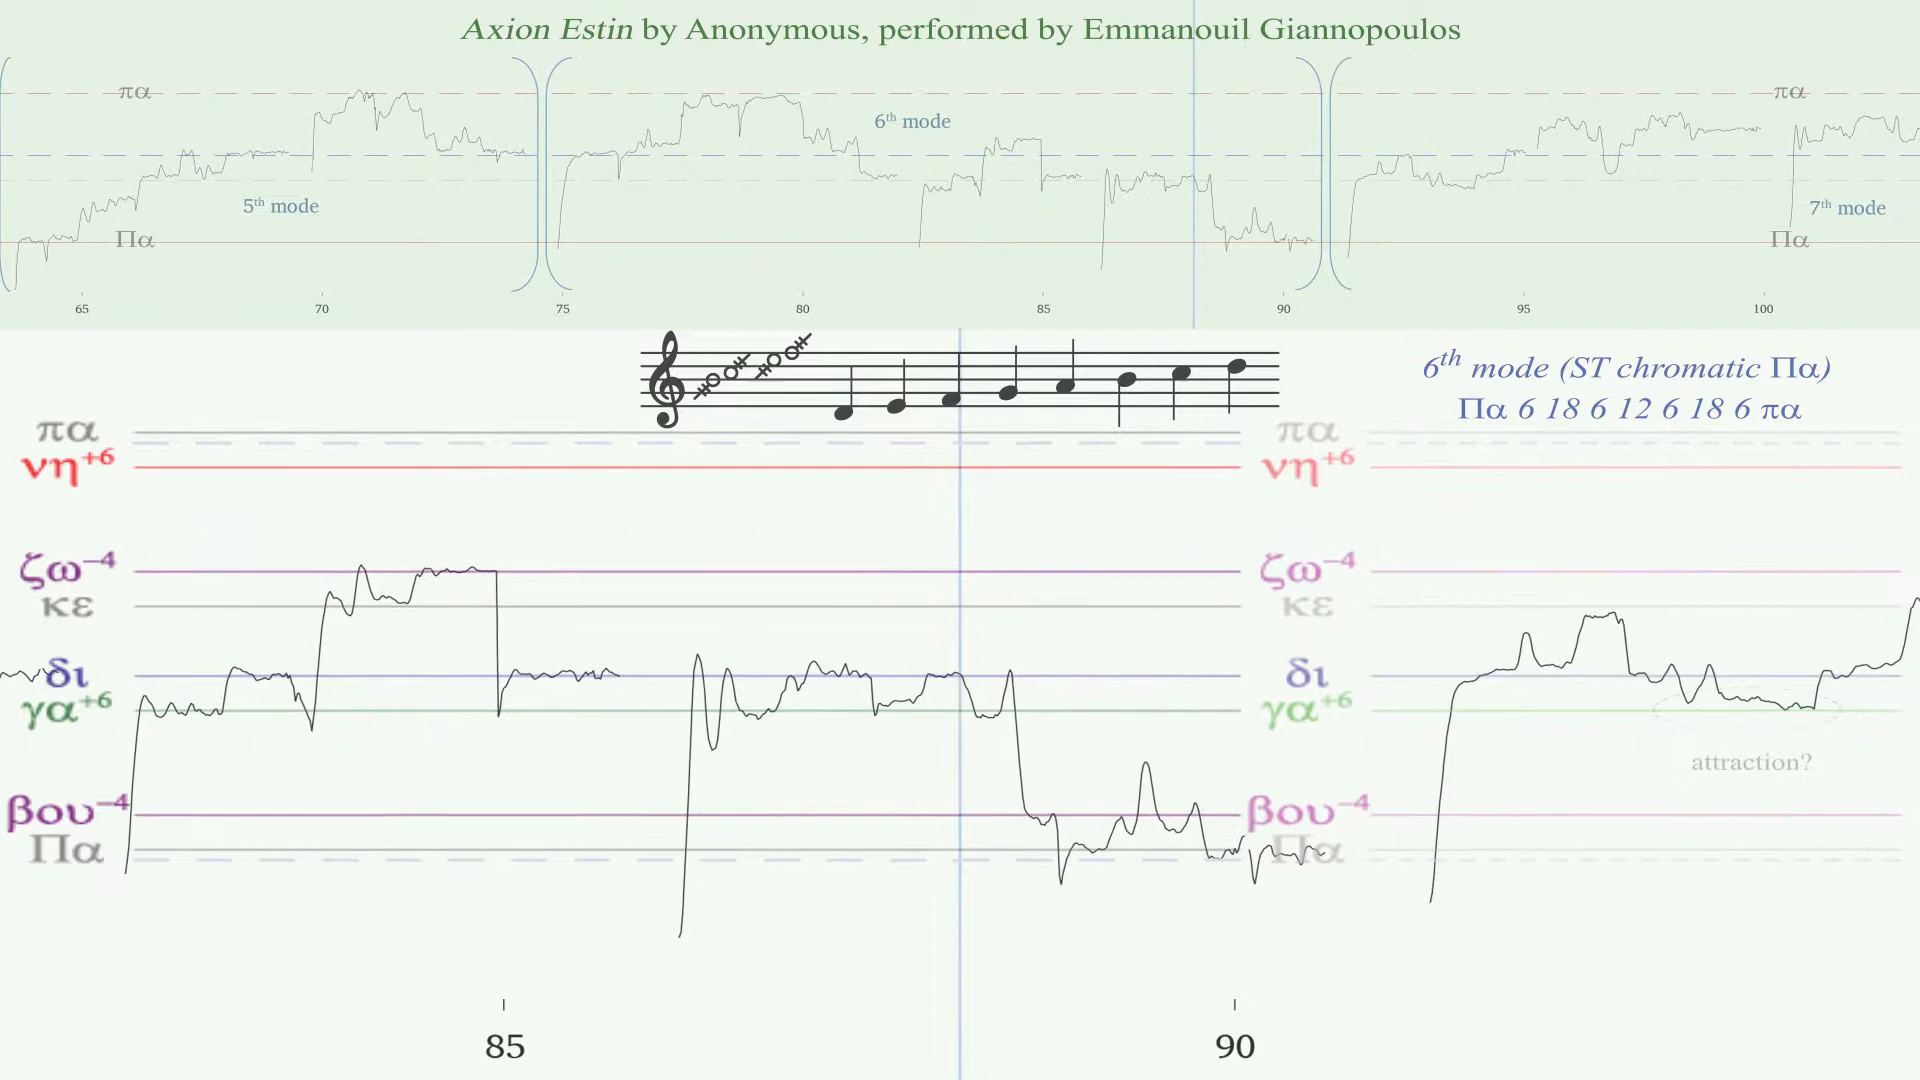 Axion Estin by Anonymous, performed by Emmanouil Giannopoulos
πα
6th mode
πα
5th mode
7th mode
Πα
Πα
65 70 75 80 85 90 95 100
6th mode (ST chromatic Πα)
Πα 6 18 6 12 6 18 6 πα
πα πα
νη+6 νη+6
ζω−4 ζω−4
κε κε
δι δι
γα+6 γα+6
attraction?
βου−4 βου−4
Πα Πα
85 90